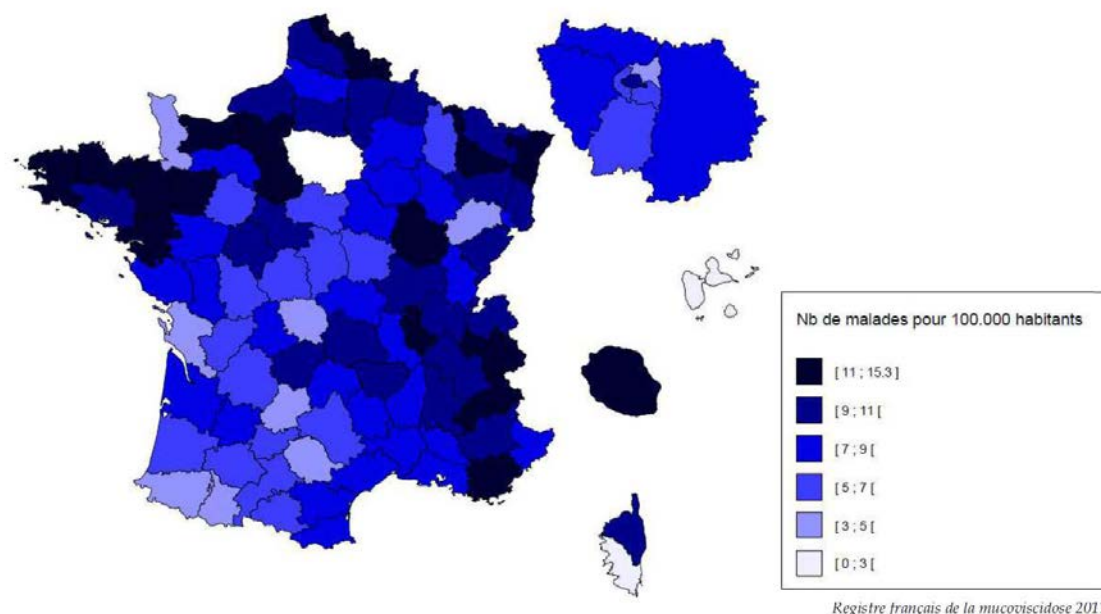 Nb de malades pour 100.000 habitants
[ 11 ; 15.3 ]
[ 9 ; 11 [
[ 7 ; 9 [
[ 5 ; 7 [
[ 3 ; 5 [
[ 0 ; 3 [
Registre français de la mucoviscidose